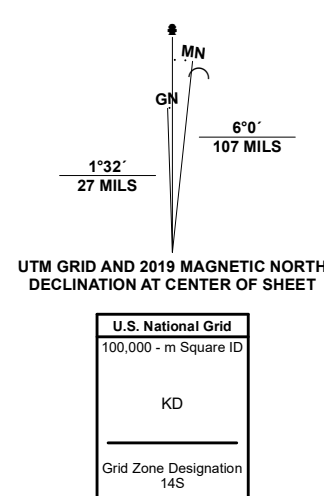 MN
GN
6°0´
107 MILS
1°32´
27 MILS
UTM GRID AND 2019 MAGNETIC NORTH
DECLINATION AT CENTER OF SHEET
U.S. National Grid
100,000 - m Square ID
KD
Grid Zone Designation
14S